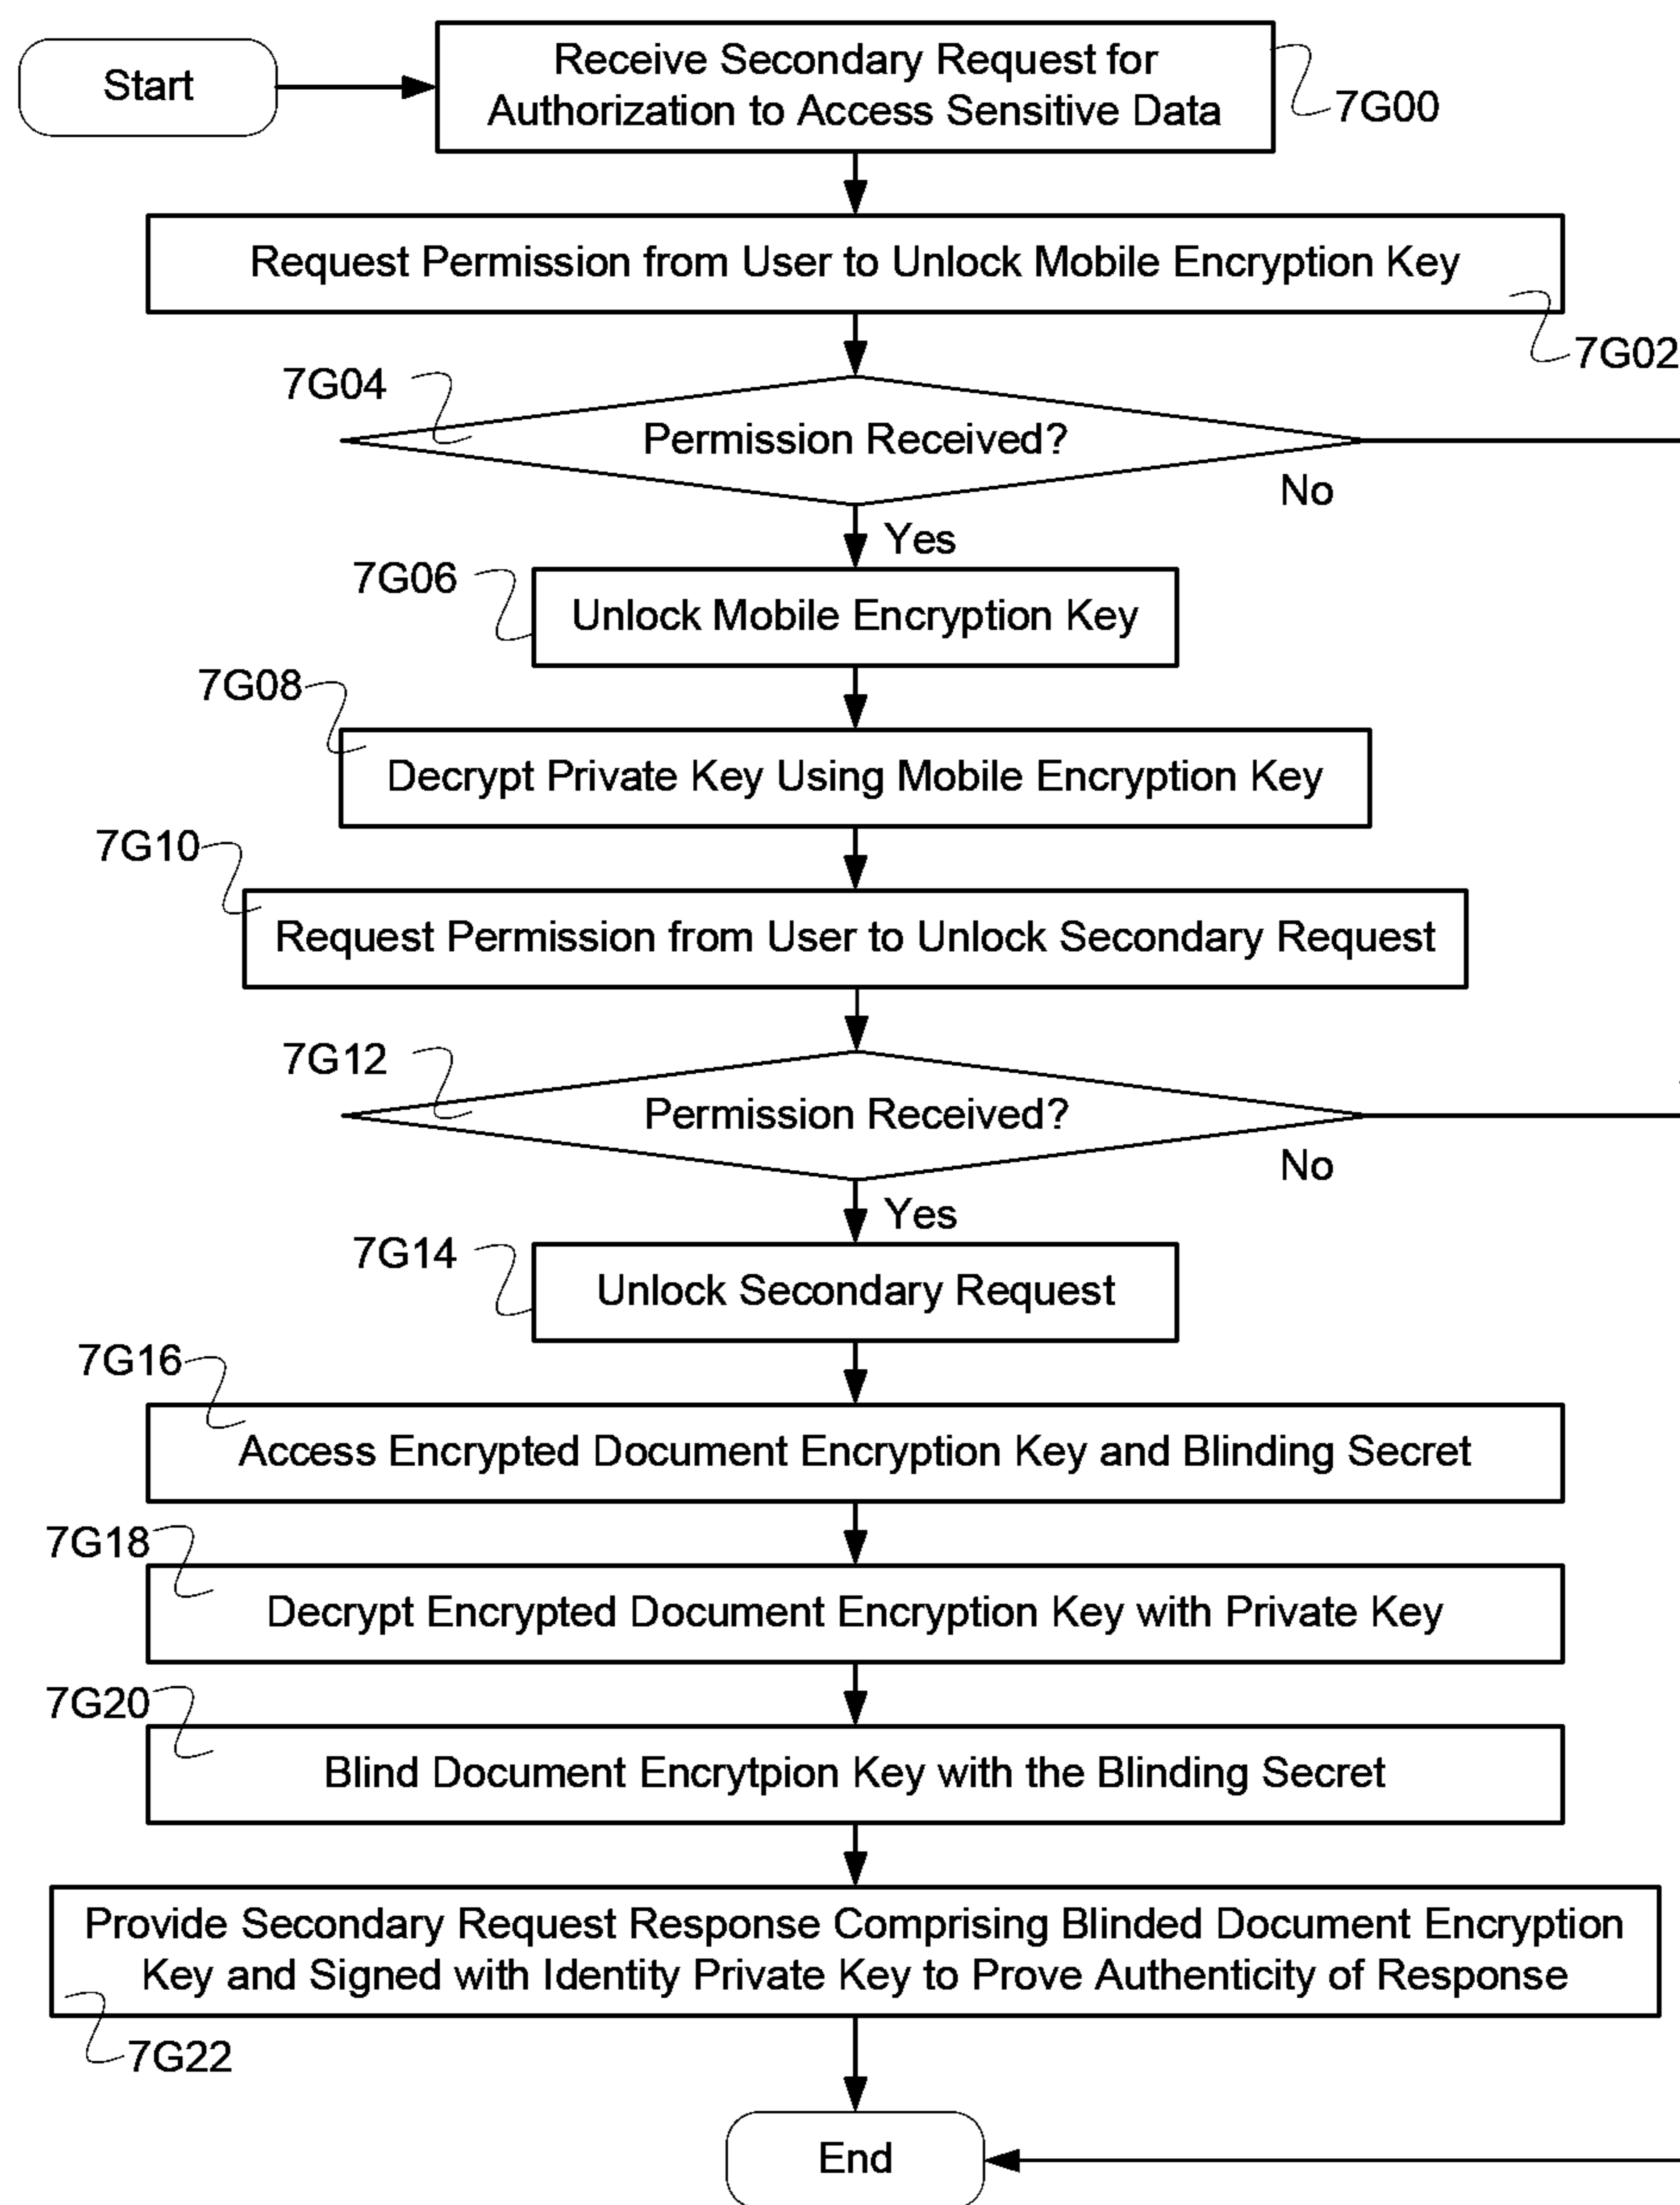 Start
Receive Secondary Request for
Authorization to Access Sensitive Data
7G00
Request Permission from User to Unlock Mobile Encryption Key
7G02
7G04
Permission Received?
No
Yes
7G06
Unlock Mobile Encryption Key
7G08
Decrypt Private Key Using Mobile Encryption Key
7G10
Request Permission from User to Unlock Secondary Request
7G12
Permission Received?
No
Yes
7G14
Unlock Secondary Request
7G16
Access Encrypted Document Encryption Key and Blinding Secret
7G18
Decrypt Encrypted Document Encryption Key with Private Key
7G20
Blind Document Encrytpion Key with the Blinding Secret
Provide Secondary Request Response Comprising Blinded Document Encryption
Key and Signed with Identity Private Key to Prove Authenticity of Response
7G22
End